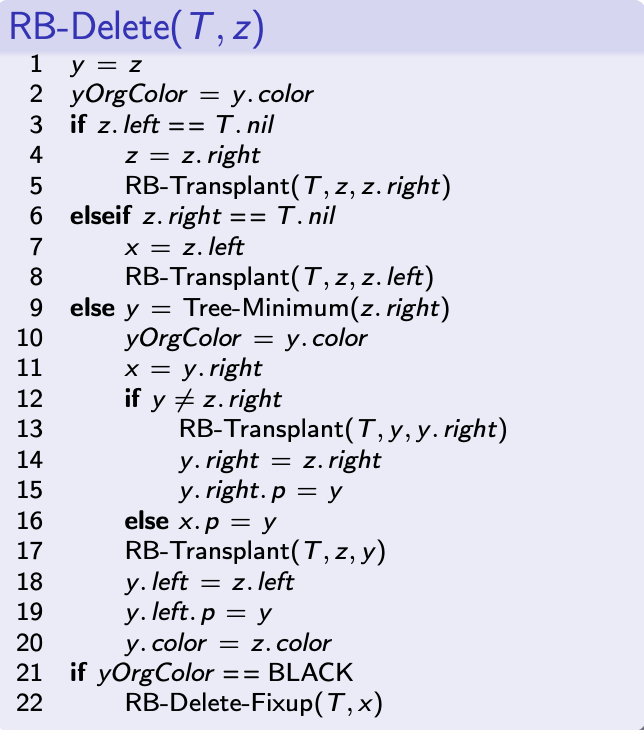 RB-Delete(T, z)
1 y = z
2 yOrgColor = y.color
3 if z.left == T.nil
4 z = z.right
5 RB-Transplant(T, z, z.right)
6 elseif z.right == T.nil
7 x = z.left
8 RB-Transplant(T, z, z.left)
9 else y = Tree-Minimum(z.right)
10 yOrgColor = y.color
11 x = y.right
12 if y ≠ z.right
13 RB-Transplant(T, y, y.right)
14 y.right = z.right
15 y.right.p = y
16 else x.p = y
17 RB-Transplant(T, z, y)
18 y.left = z.left
19 y.left.p = y
20 y.color = z.color
21 if yOrgColor == BLACK
22 RB-Delete-Fixup(T, x)